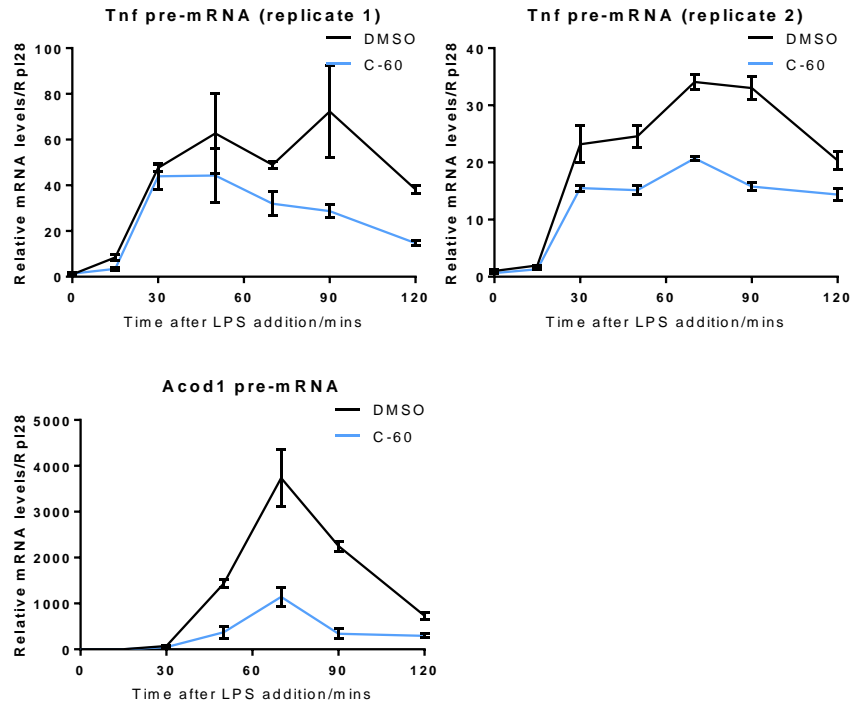 Tnf pre-mRNA (replicate 1)
DMSO
C-60
Relative mRNA levels/Rpl28
100
80
60
40
20
0
0 30 60 90 120
Time after LPS addition/mins
Tnf pre-mRNA (replicate 2)
DMSO
C-60
Relative mRNA levels/Rpl28
40
30
20
10
0
0 30 60 90 120
Time after LPS addition/mins
Acod1 pre-mRNA
DMSO
C-60
Relative mRNA levels/Rpl28
5000
4000
3000
2000
1000
0
0 30 60 90 120
Time after LPS addition/mins